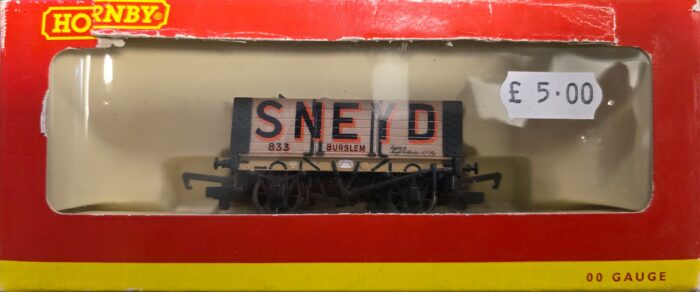 HORNBY
£ 5.00
SNEYD
833 BURSLEM
00 GAUGE